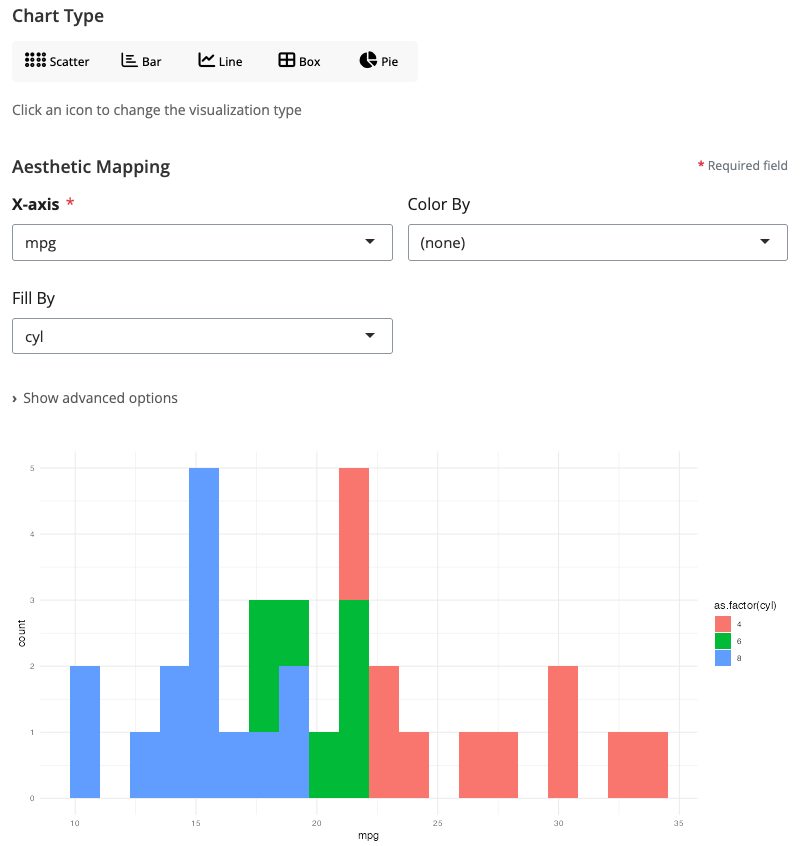 Chart Type
Scatter Bar Line Box Pie
Click an icon to change the visualization type
Aesthetic Mapping
* Required field
X-axis *
Color By
mpg
(none)
Fill By
cyl
› Show advanced options
5
4
3
2
1
0
count
10 15 20 25 30 35
mpg
as.factor(cyl)
4
6
8